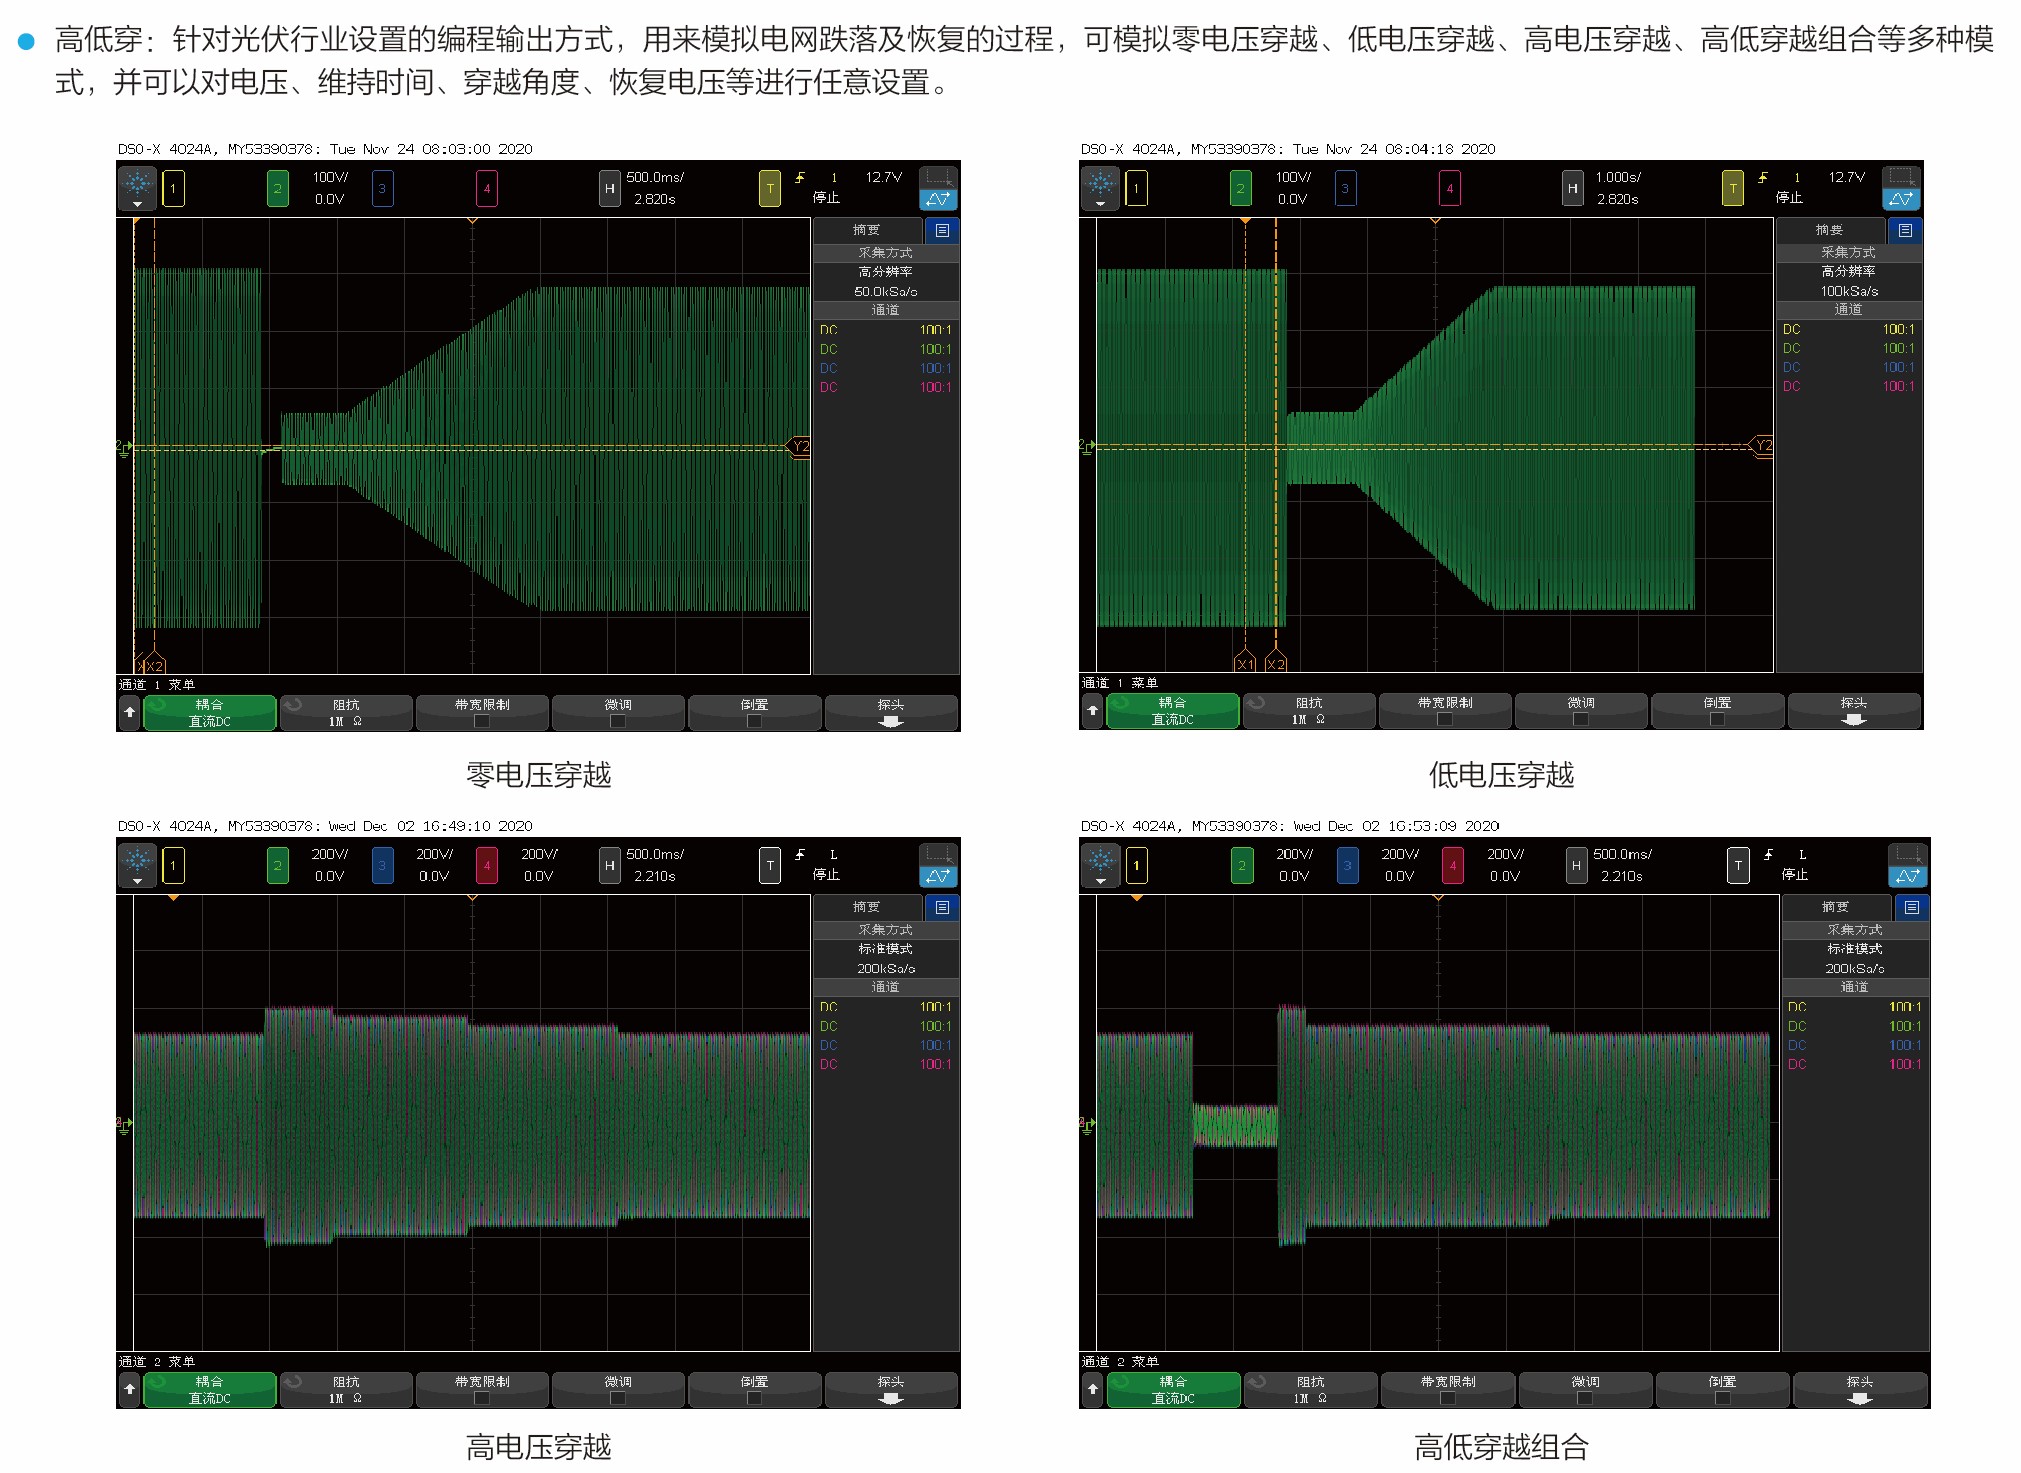 高低穿：针对光伏行业设置的编程输出方式，用来模拟电网跌落及恢复的过程，可模拟零电压穿越、低电压穿越、高电压穿越、高低穿越组合等多种模
式，并可以对电压、维持时间、穿越角度、恢复电压等进行任意设置。
DSO-X 4024A, MY53390378: Tue Nov 24 08:03:00 2020
1 2 100V/ 0.0V 3 4 H 500.0ms/ 2.820s T 1 停止 12.7V
摘要
采集方式
高分辨率
50.0kSa/s
通道
DC 100:1
DC 100:1
DC 100:1
DC 100:1
2
Y2
X2
通道 1 菜单
耦合 直流DC
阻抗 1M Ω
带宽限制
微调
倒置
探头
零电压穿越
DSO-X 4024A, MY53390378: Tue Nov 24 08:04:18 2020
1 2 100V/ 0.0V 3 4 H 1.000s/ 2.820s T 1 停止 12.7V
摘要
采集方式
高分辨率
100kSa/s
通道
DC 100:1
DC 100:1
DC 100:1
DC 100:1
2
Y2
X1 X2
通道 1 菜单
耦合 直流DC
阻抗 1M Ω
带宽限制
微调
倒置
探头
低电压穿越
DSO-X 4024A, MY53390378: Wed Dec 02 16:49:10 2020
1 2 200V/ 0.0V 3 200V/ 0.0V 4 200V/ 0.0V H 500.0ms/ 2.210s T L 停止
摘要
采集方式
标准模式
200kSa/s
通道
DC 100:1
DC 100:1
DC 100:1
DC 100:1
通道 2 菜单
耦合 直流DC
阻抗 1M Ω
带宽限制
微调
倒置
探头
高电压穿越
DSO-X 4024A, MY53390378: Wed Dec 02 16:53:09 2020
1 2 200V/ 0.0V 3 200V/ 0.0V 4 200V/ 0.0V H 500.0ms/ 2.210s T L 停止
摘要
采集方式
标准模式
200kSa/s
通道
DC 100:1
DC 100:1
DC 100:1
DC 100:1
通道 2 菜单
耦合 直流DC
阻抗 1M Ω
带宽限制
微调
倒置
探头
高低穿越组合